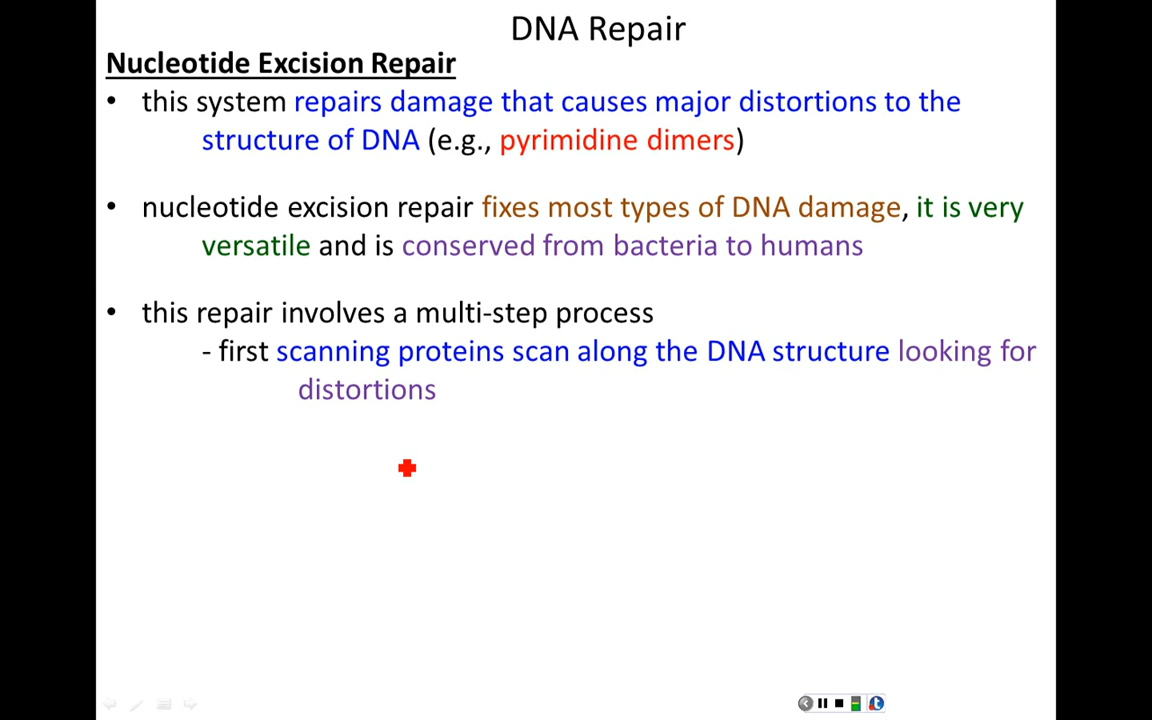 DNA Repair
Nucleotide Excision Repair
• this system repairs damage that causes major distortions to the
structure of DNA (e.g., pyrimidine dimers)
• nucleotide excision repair fixes most types of DNA damage, it is very
versatile and is conserved from bacteria to humans
• this repair involves a multi-step process
- first scanning proteins scan along the DNA structure looking for
distortions